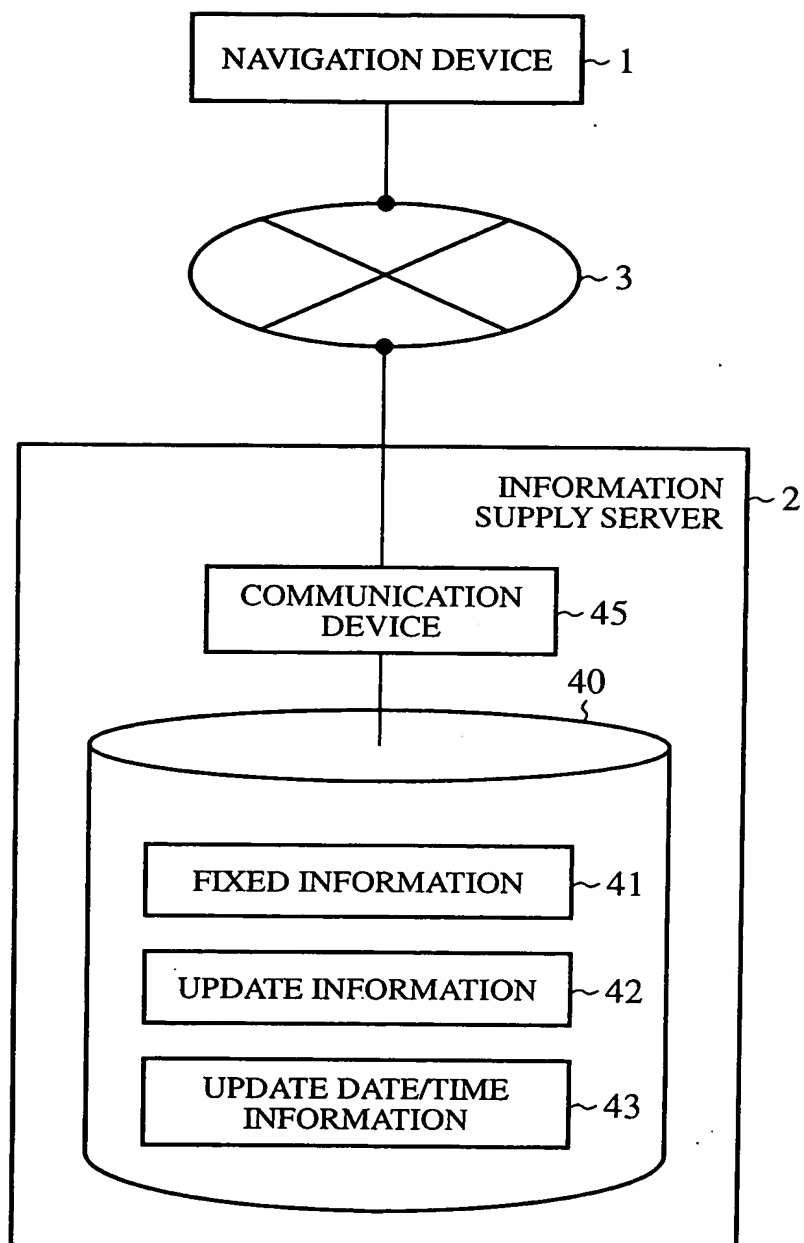 NAVIGATION DEVICE
1
3
INFORMATION
SUPPLY SERVER
2
COMMUNICATION
DEVICE
45
40
FIXED INFORMATION
41
UPDATE INFORMATION
42
UPDATE DATE/TIME
INFORMATION
43